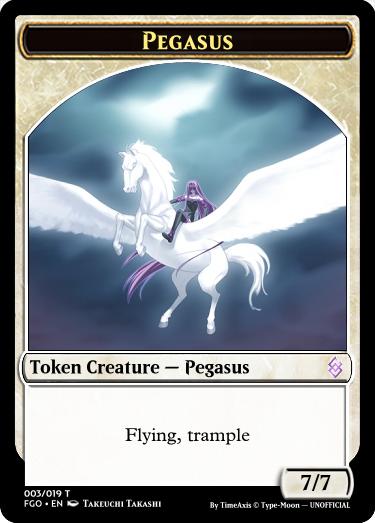 PEGASUS
Token Creature — Pegasus
Flying, trample
7/7
003/019 T
FGO • EN TAKEUCHI TAKASHI
By TimeAxis © Type-Moon — UNOFFICIAL